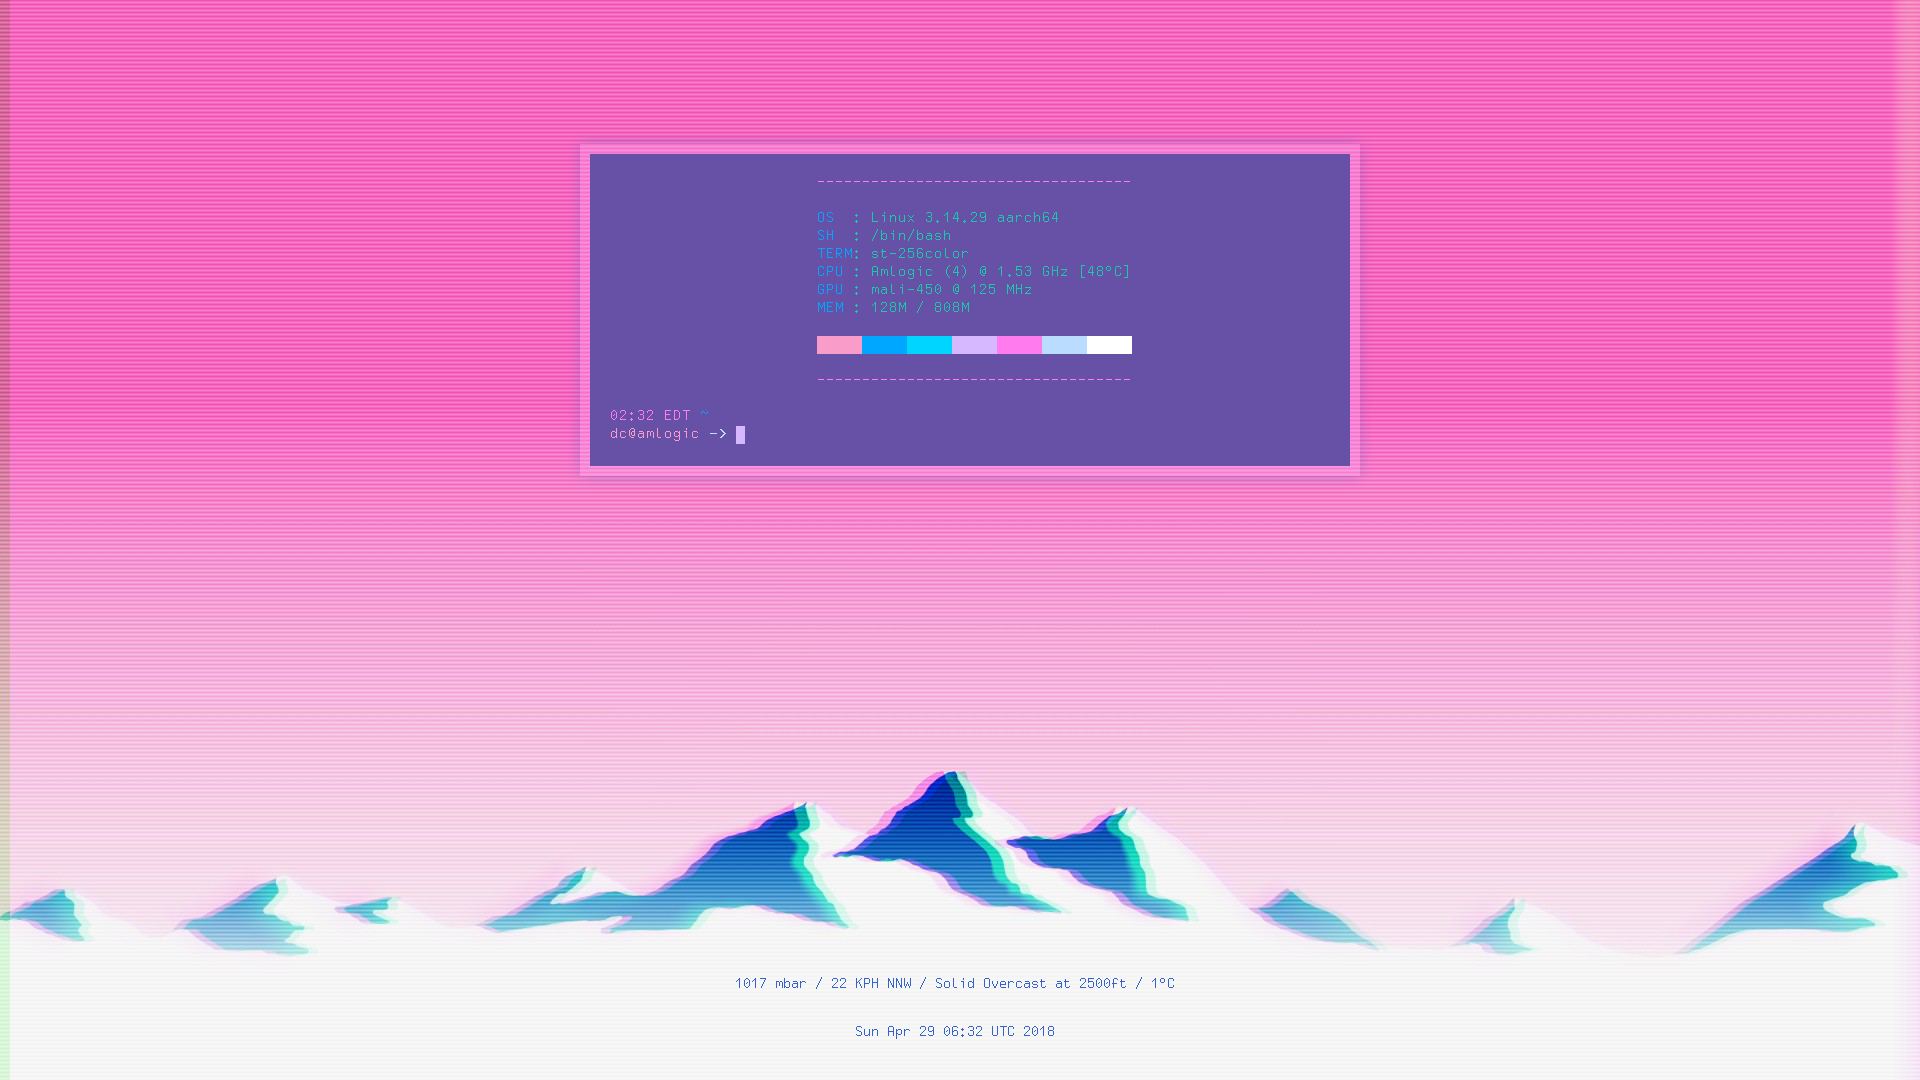 ----------------------------------- 
OS  : Linux 3.14.29 aarch64
SH  : /bin/bash
TERM: st-256color
CPU : Amlogic (4) @ 1.53 GHz [48°C]
GPU : mali-450 @ 125 MHz
MEM : 128M / 808M
-----------------------------------
02:32 EDT ~
dc@amlogic ->
1017 mbar / 22 KPH NNW / Solid Overcast at 2500ft / 1°C
Sun Apr 29 06:32 UTC 2018